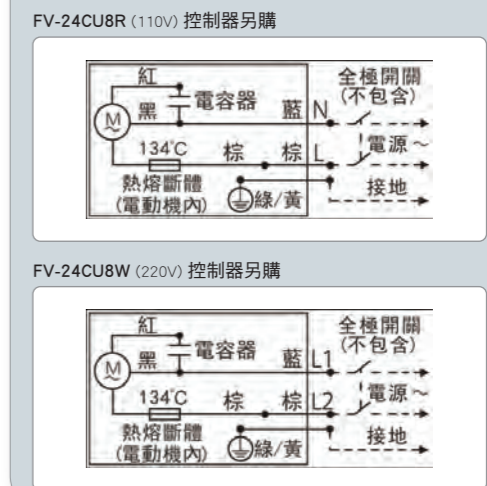 FV-24CU8R (110V) 控制器另購
紅
電容器
黑
藍 N
M
134℃
棕 棕 L
熱熔斷體
(電動機內)
綠/黃
全極開關
(不包含)
電源~
接地
FV-24CU8W (220V) 控制器另購
紅
電容器
黑
藍 L1
M
134℃
棕 棕 L2
熱熔斷體
(電動機內)
綠/黃
全極開關
(不包含)
電源~
接地